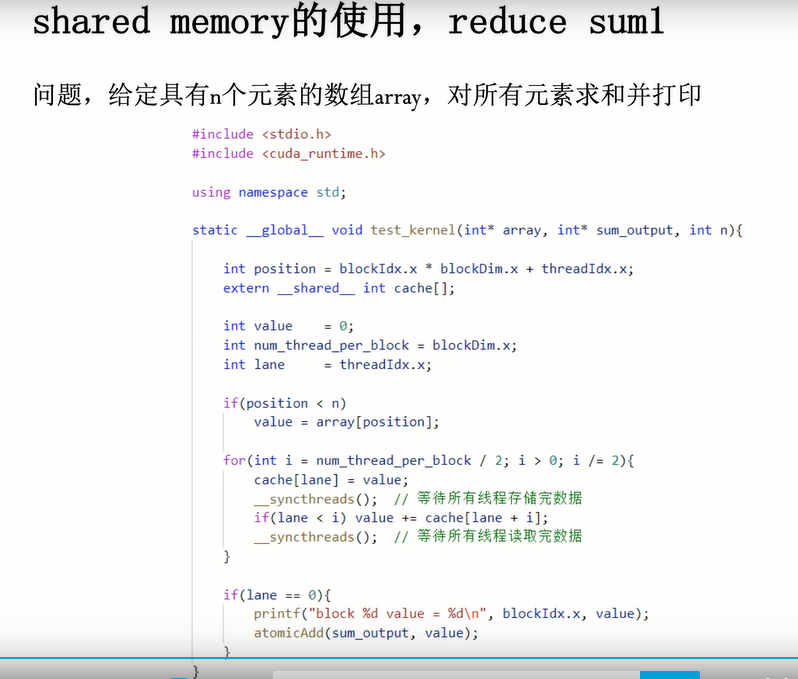 shared memory的使用，reduce sum1
问题，给定具有n个元素的数组array，对所有元素求和并打印
#include <stdio.h>
#include <cuda_runtime.h>
using namespace std;
static __global__ void test_kernel(int* array, int* sum_output, int n){
int position = blockIdx.x * blockDim.x + threadIdx.x;
extern __shared__ int cache[];
int value    = 0;
int num_thread_per_block = blockDim.x;
int lane     = threadIdx.x;
if(position < n)
value = array[position];
for(int i = num_thread_per_block / 2; i > 0; i /= 2){
cache[lane] = value;
__syncthreads();  // 等待所有线程存储完数据
if(lane < i) value += cache[lane + i];
__syncthreads();  // 等待所有线程读取完数据
}
if(lane == 0){
printf("block %d value = %d\n", blockIdx.x, value);
atomicAdd(sum_output, value);
}
}